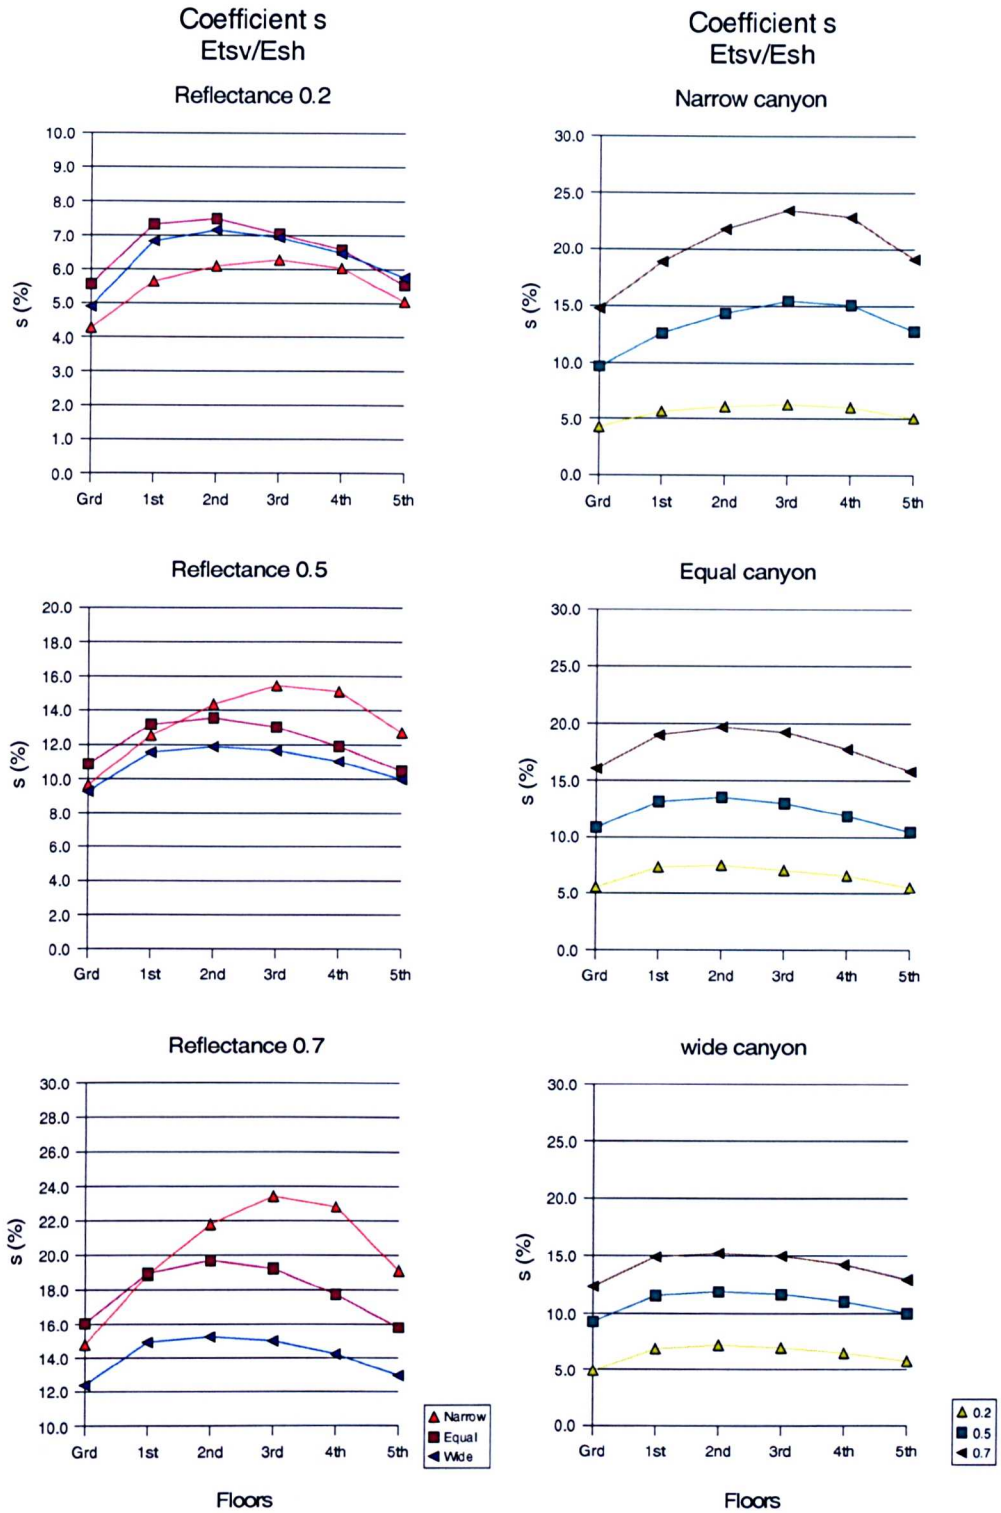 Coefficient s
Etsv/Esh
Reflectance 0.2
10.0
9.0
8.0
7.0
6.0
5.0
4.0
3.0
2.0
1.0
0.0
s (%)
Grd 1st 2nd 3rd 4th 5th
Reflectance 0.5
20.0
18.0
16.0
14.0
12.0
10.0
8.0
6.0
4.0
2.0
0.0
s (%)
Grd 1st 2nd 3rd 4th 5th
Reflectance 0.7
30.0
28.0
26.0
24.0
22.0
20.0
18.0
16.0
14.0
12.0
10.0
s (%)
Grd 1st 2nd 3rd 4th 5th
Narrow
Equal
Wide
Floors
Coefficient s
Etsv/Esh
Narrow canyon
30.0
25.0
20.0
15.0
10.0
5.0
0.0
s (%)
Grd 1st 2nd 3rd 4th 5th
Equal canyon
30.0
25.0
20.0
15.0
10.0
5.0
0.0
s (%)
Grd 1st 2nd 3rd 4th 5th
wide canyon
30.0
25.0
20.0
15.0
10.0
5.0
0.0
s (%)
Grd 1st 2nd 3rd 4th 5th
0.2
0.5
0.7
Floors